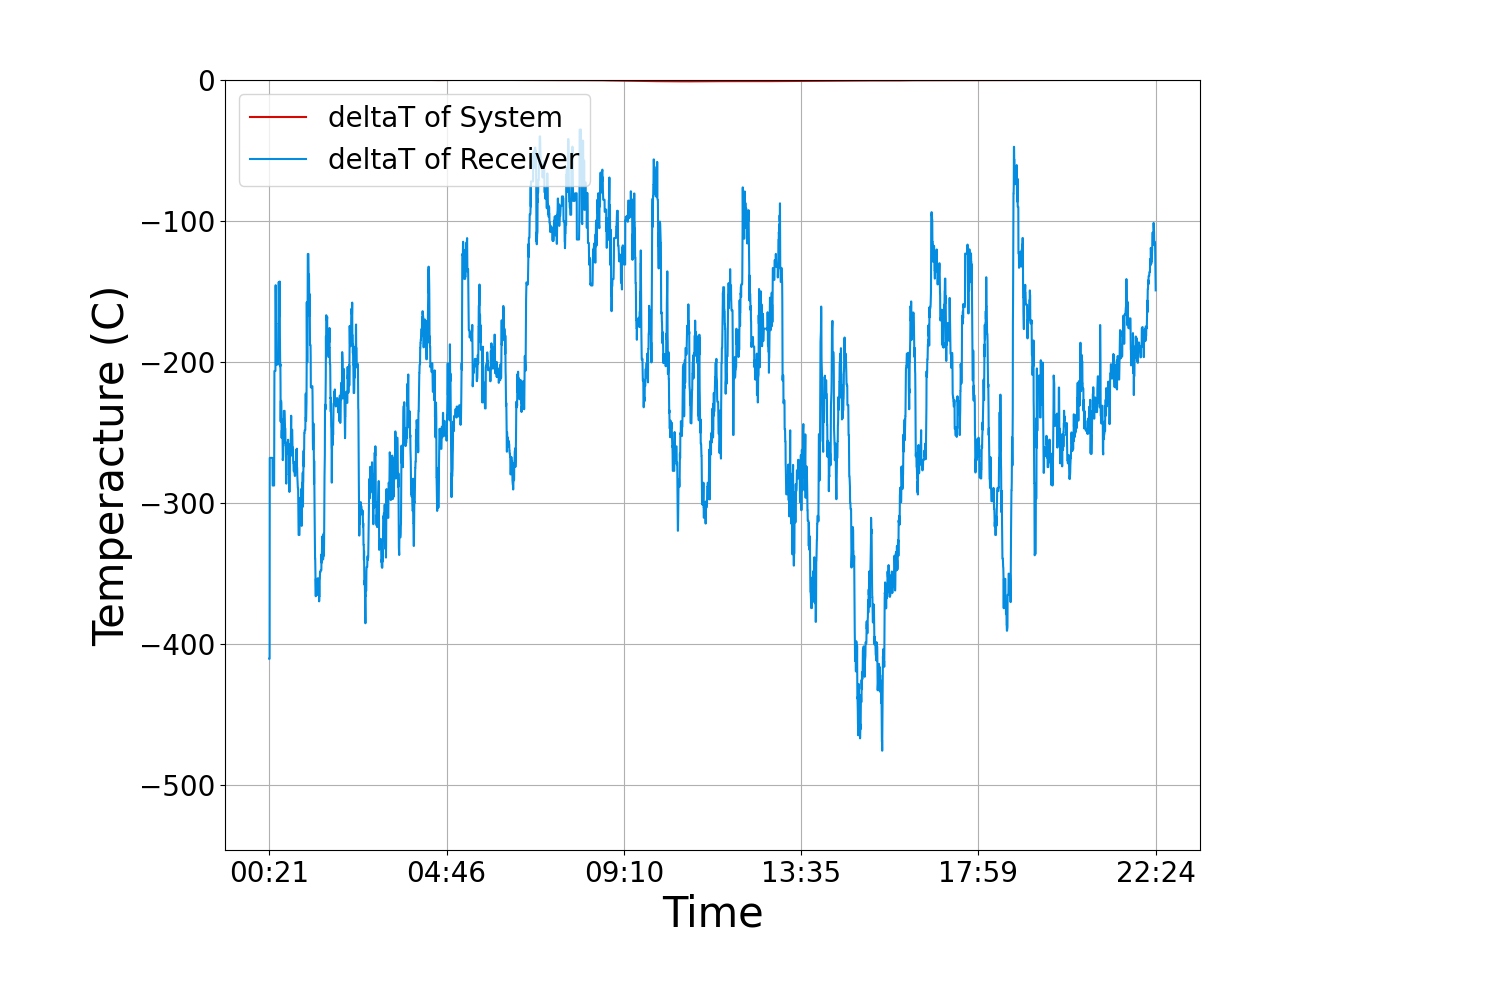 0
−100
−200
−300
−400
−500
Temperacture (C)
deltaT of System
deltaT of Receiver
00:21 04:46 09:10 13:35 17:59 22:24
Time